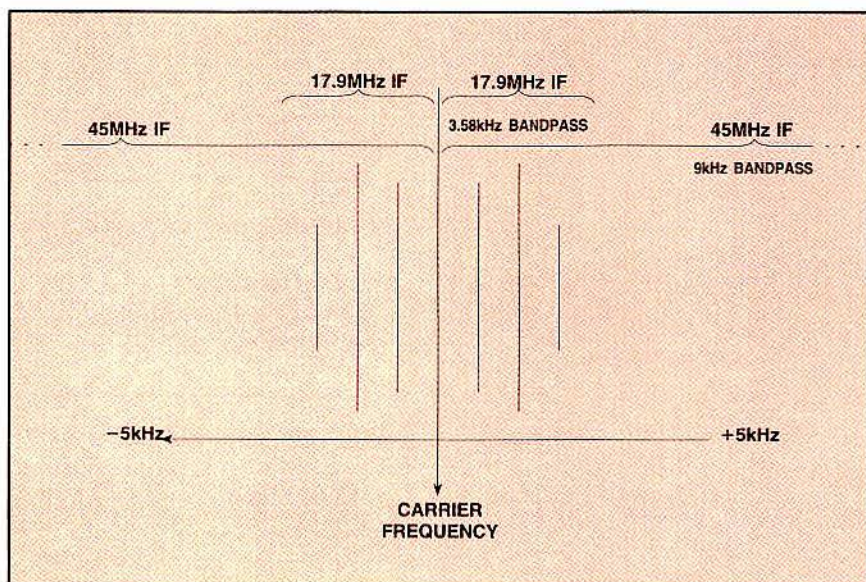 17.9MHz IF
17.9MHz IF
3.58kHz BANDPASS
45MHz IF
45MHz IF
9kHz BANDPASS
−5kHz
+5kHz
CARRIER
FREQUENCY